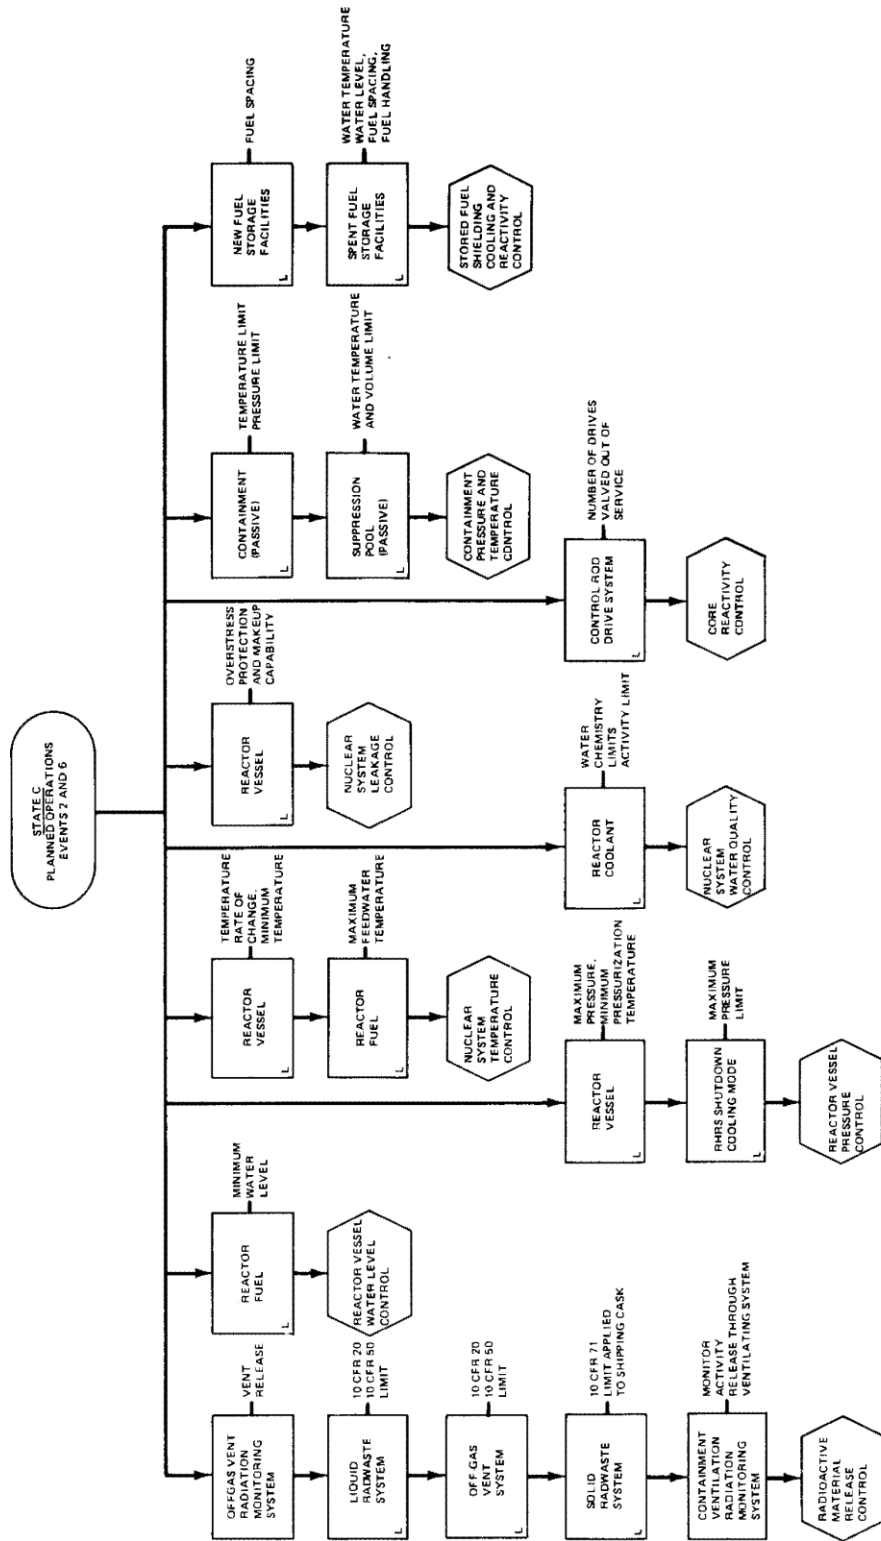 STATE C
PLANNED OPERATIONS
EVENTS 2 AND 6
OFFGAS VENT
RADIATION
MONITORING
SYSTEM
VENT
RELEASE
LIQUID
RADWASTE
SYSTEM
L
10 CFR 20
10 CFR 50
LIMIT
OFF GAS
VENT
SYSTEM
L
10 CFR 20
10 CFR 50
LIMIT
SOLID
RADWASTE
SYSTEM
L
10 CFR 71
LIMIT APPLIED
TO SHIPPING CASK
CONTAINMENT
VENTILATION
RADIATION
MONITORING
SYSTEM
MONITOR
ACTIVITY
RELEASE THROUGH
VENTILATING SYSTEM
RADIOACTIVE
MATERIAL
RELEASE
CONTROL
REACTOR
FUEL
L
MINIMUM
WATER
LEVEL
REACTOR VESSEL
WATER LEVEL
CONTROL
REACTOR
VESSEL
L
MAXIMUM
PRESSURE,
MINIMUM
PRESSURIZATION
TEMPERATURE
RHRS SHUTDOWN
COOLING MODE
L
MAXIMUM
PRESSURE
LIMIT
REACTOR VESSEL
PRESSURE
CONTROL
REACTOR
VESSEL
L
TEMPERATURE
RATE OF
CHANGE,
MINIMUM
TEMPERATURE
REACTOR
FUEL
L
MAXIMUM
FEEDWATER
TEMPERATURE
NUCLEAR
SYSTEM
TEMPERATURE
CONTROL
REACTOR
COOLANT
L
WATER
CHEMISTRY
LIMITS
ACTIVITY LIMIT
NUCLEAR
SYSTEM
WATER QUALITY
CONTROL
REACTOR
VESSEL
L
OVERSTRESS
PROTECTION
AND MAKEUP
CAPABILITY
NUCLEAR
SYSTEM
LEAKAGE
CONTROL
CONTROL ROD
DRIVE SYSTEM
L
NUMBER OF DRIVES
VALVED OUT OF
SERVICE
CORE
REACTIVITY
CONTROL
CONTAINMENT
(PASSIVE)
L
TEMPERATURE LIMIT
PRESSURE LIMIT
SUPPRESSION
POOL
(PASSIVE)
L
WATER TEMPERATURE
AND VOLUME LIMIT
CONTAINMENT
PRESSURE AND
TEMPERATURE
CONTROL
NEW FUEL
STORAGE
FACILITIES
L
FUEL SPACING
SPENT FUEL
STORAGE
FACILITIES
L
WATER TEMPERATURE
WATER LEVEL,
FUEL SPACING,
FUEL HANDLING
STORED FUEL
SHIELDING
COOLING AND
REACTIVITY
CONTROL